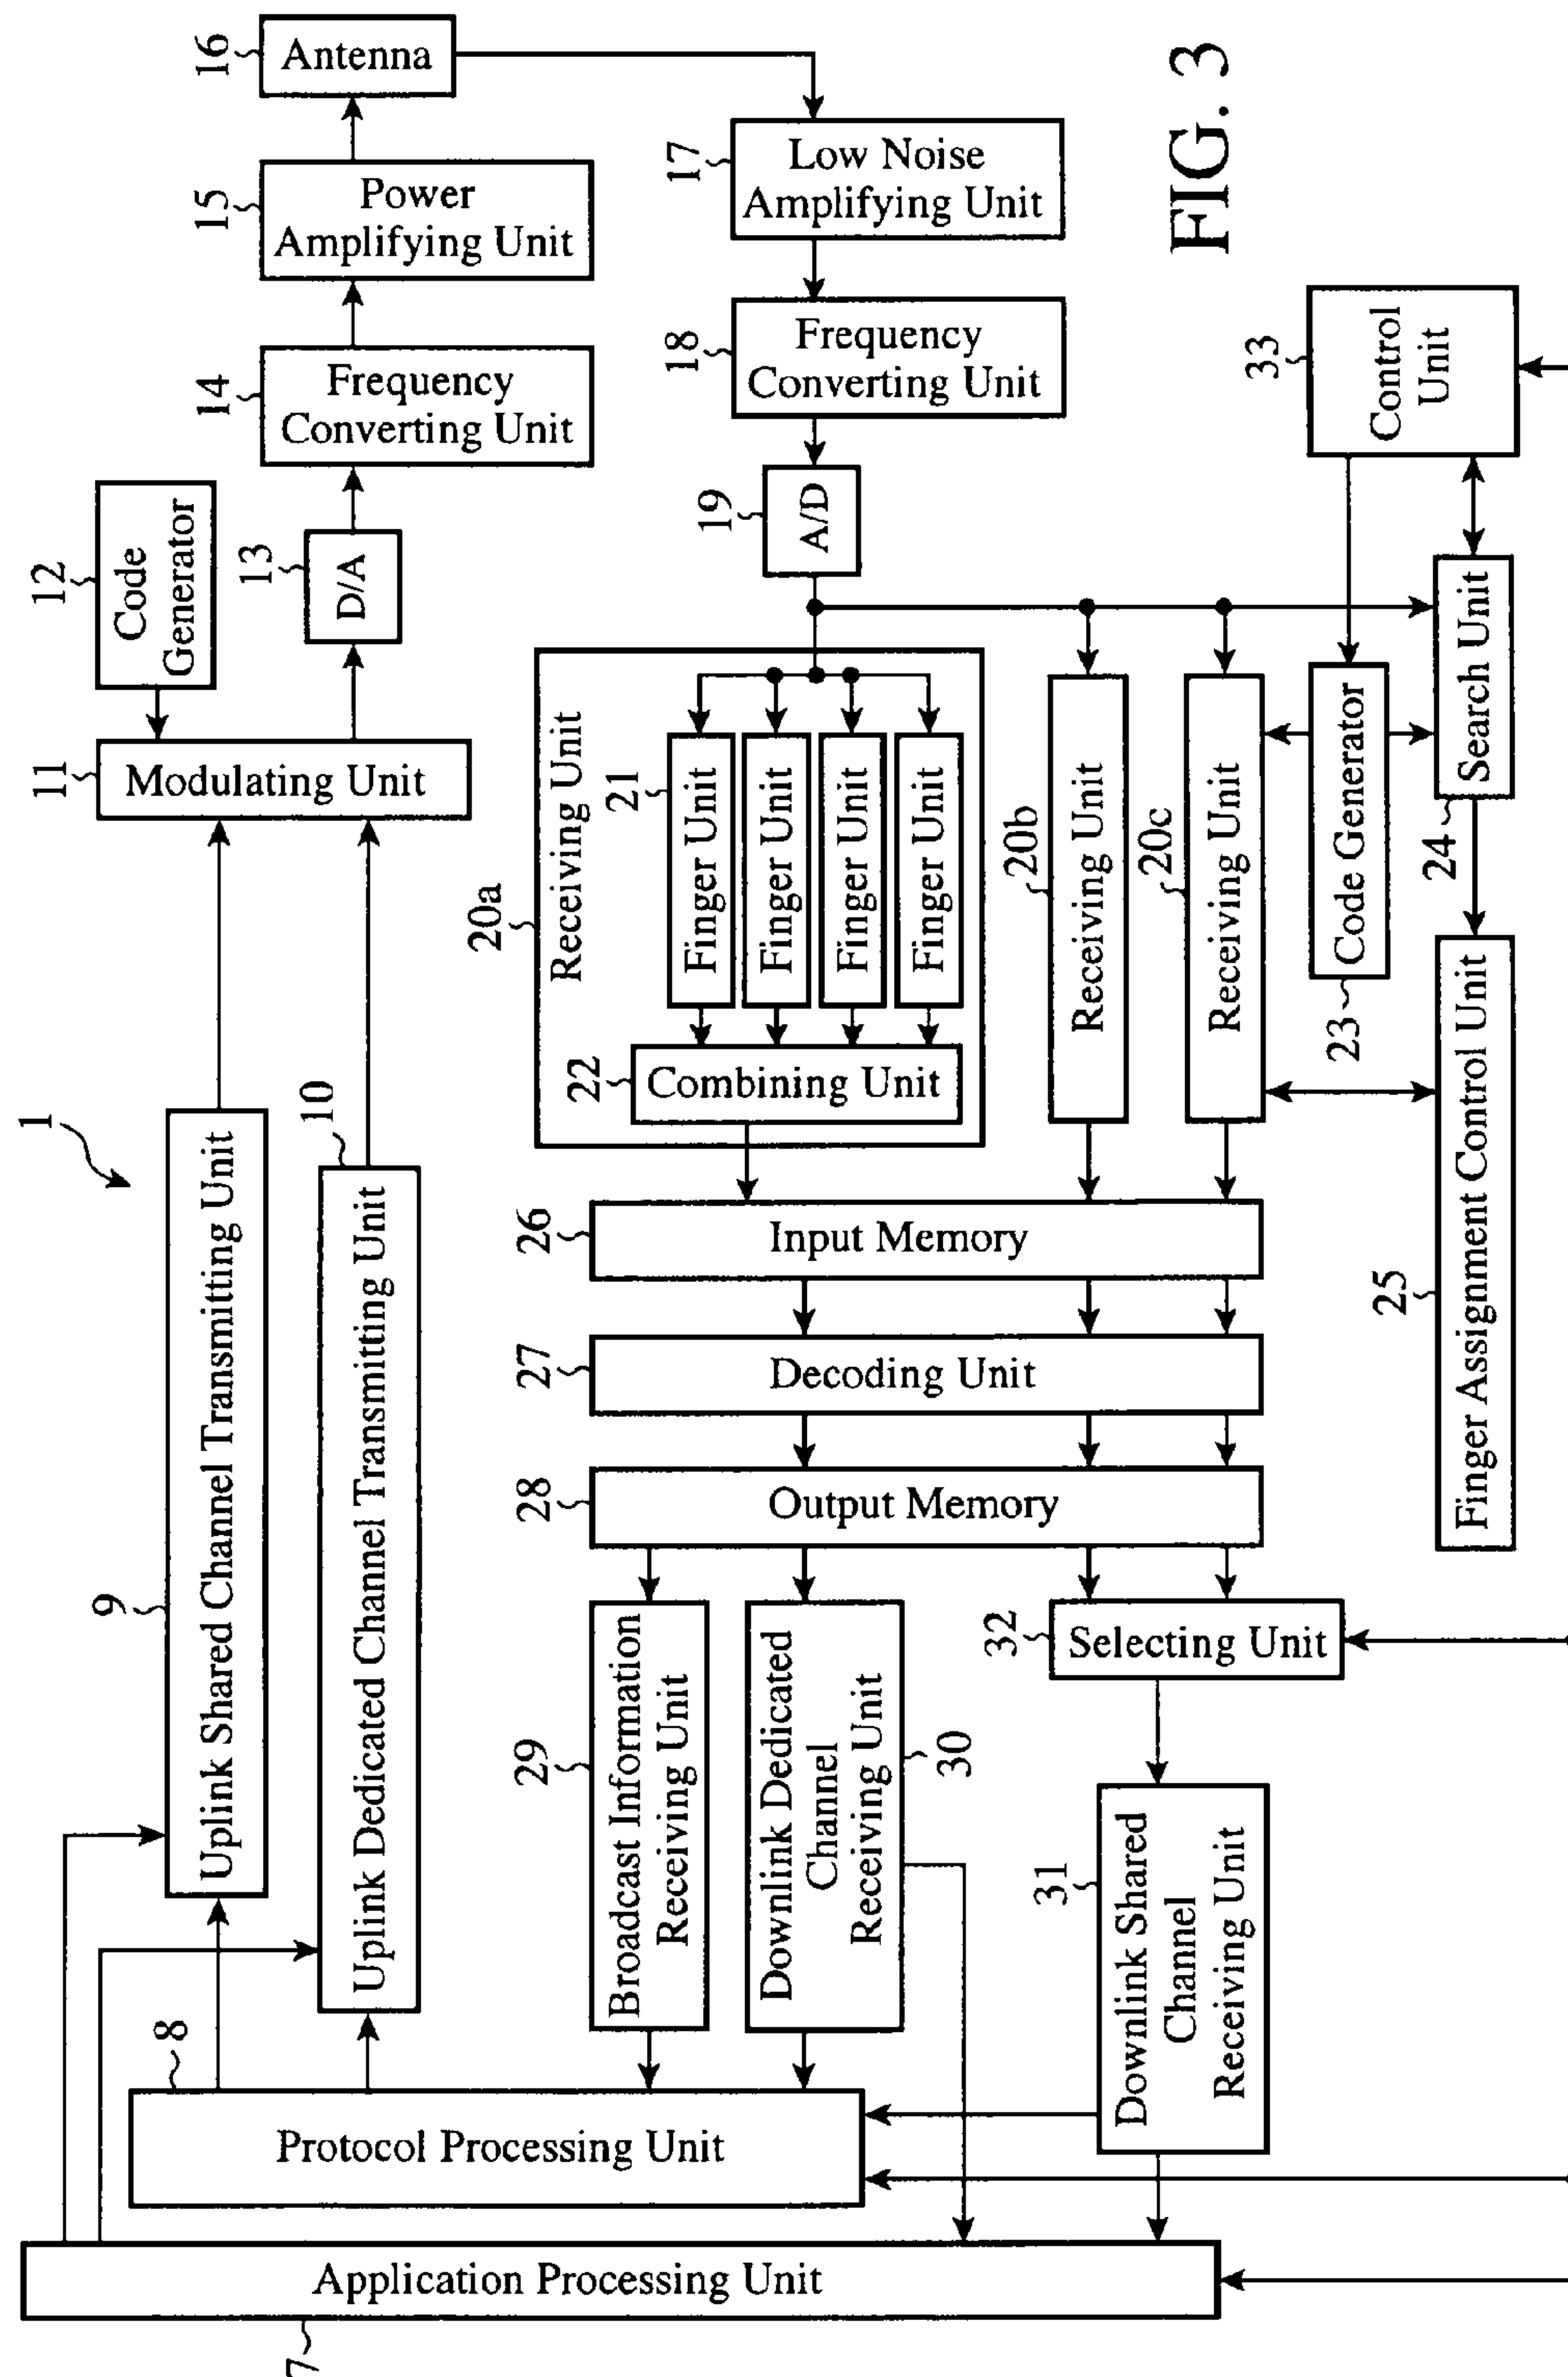 1
16
Antenna
15
Power
Amplifying Unit
14
Frequency
Converting Unit
12
Code
Generator
13
D/A
11
Modulating Unit
9
Uplink Shared Channel Transmitting Unit
10
Uplink Dedicated Channel Transmitting Unit
17
Low Noise
Amplifying Unit
18
Frequency
Converting Unit
19
A/D
20a
Receiving Unit
21
Finger Unit
Finger Unit
Finger Unit
Finger Unit
22
Combining Unit
20b
Receiving Unit
20c
Receiving Unit
33
Control
Unit
23
Code Generator
24
Search Unit
25
Finger Assignment Control Unit
26
Input Memory
27
Decoding Unit
28
Output Memory
29
Broadcast Information
Receiving Unit
30
Downlink Dedicated
Channel
Receiving Unit
32
Selecting Unit
31
Downlink Shared
Channel
Receiving Unit
8
Protocol Processing Unit
7
Application Processing Unit
FIG. 3